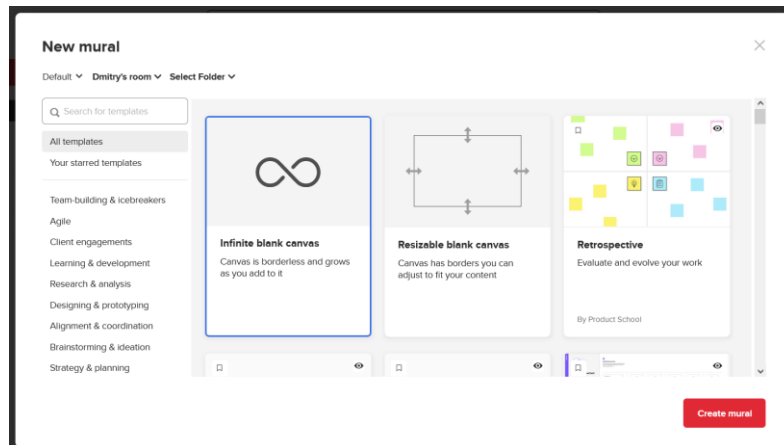 New mural
Default Dmitry's room Select Folder
Search for templates
All templates
Your starred templates
Team-building & icebreakers
Agile
Client engagements
Learning & development
Research & analysis
Designing & prototyping
Alignment & coordination
Brainstorming & ideation
Strategy & planning
Infinite blank canvas
Canvas is borderless and grows
as you add to it
Resizable blank canvas
Canvas has borders you can
adjust to fit your content
Retrospective
Evaluate and evolve your work
By Product School
Create mural